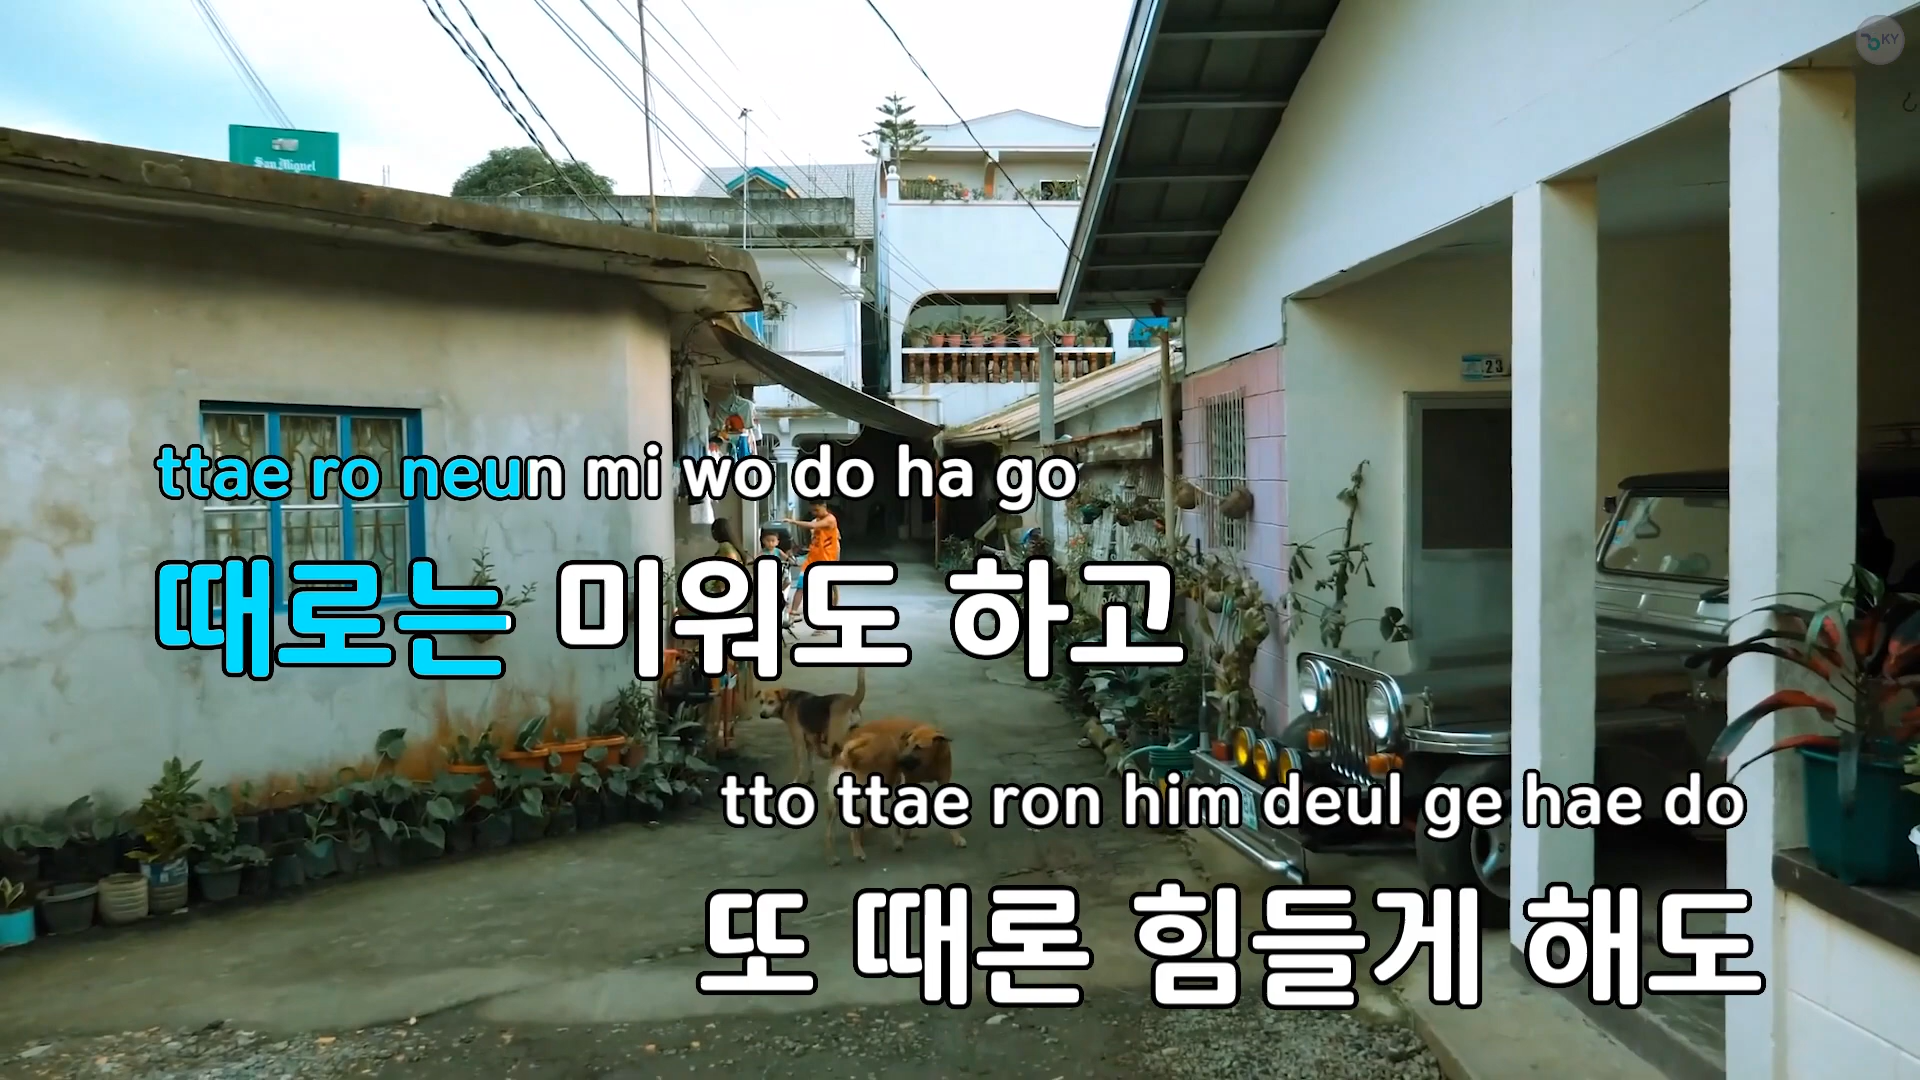 KY
San Miguel
23
ttae ro neun mi wo do ha go
때로는 미워도 하고
tto ttae ron him deul ge hae do
또 때론 힘들게 해도